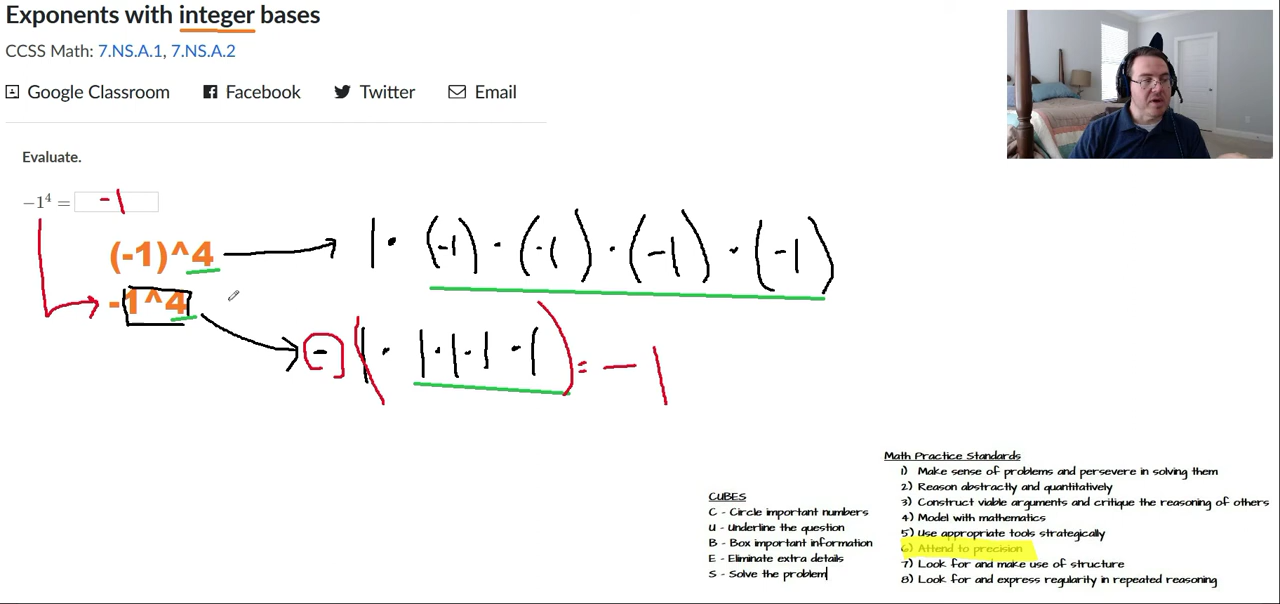 Exponents with integer bases
CCSS Math: 7.NS.A.1, 7.NS.A.2
Google Classroom Facebook Twitter Email
Evaluate.
−1⁴ = -1
(-1)^4 1 · (-1) · (-1) · (-1) · (-1)
-1^4
- (1 · 1 · 1 · 1 · 1) = -1
CUBES
C - Circle important numbers
U - Underline the question
B - Box important information
E - Eliminate extra details
S - Solve the problem
Math Practice Standards
1) Make sense of problems and persevere in solving them
2) Reason abstractly and quantitatively
3) Construct viable arguments and critique the reasoning of others
4) Model with mathematics
5) Use appropriate tools strategically
6) Attend to precision
7) Look for and make use of structure
8) Look for and express regularity in repeated reasoning